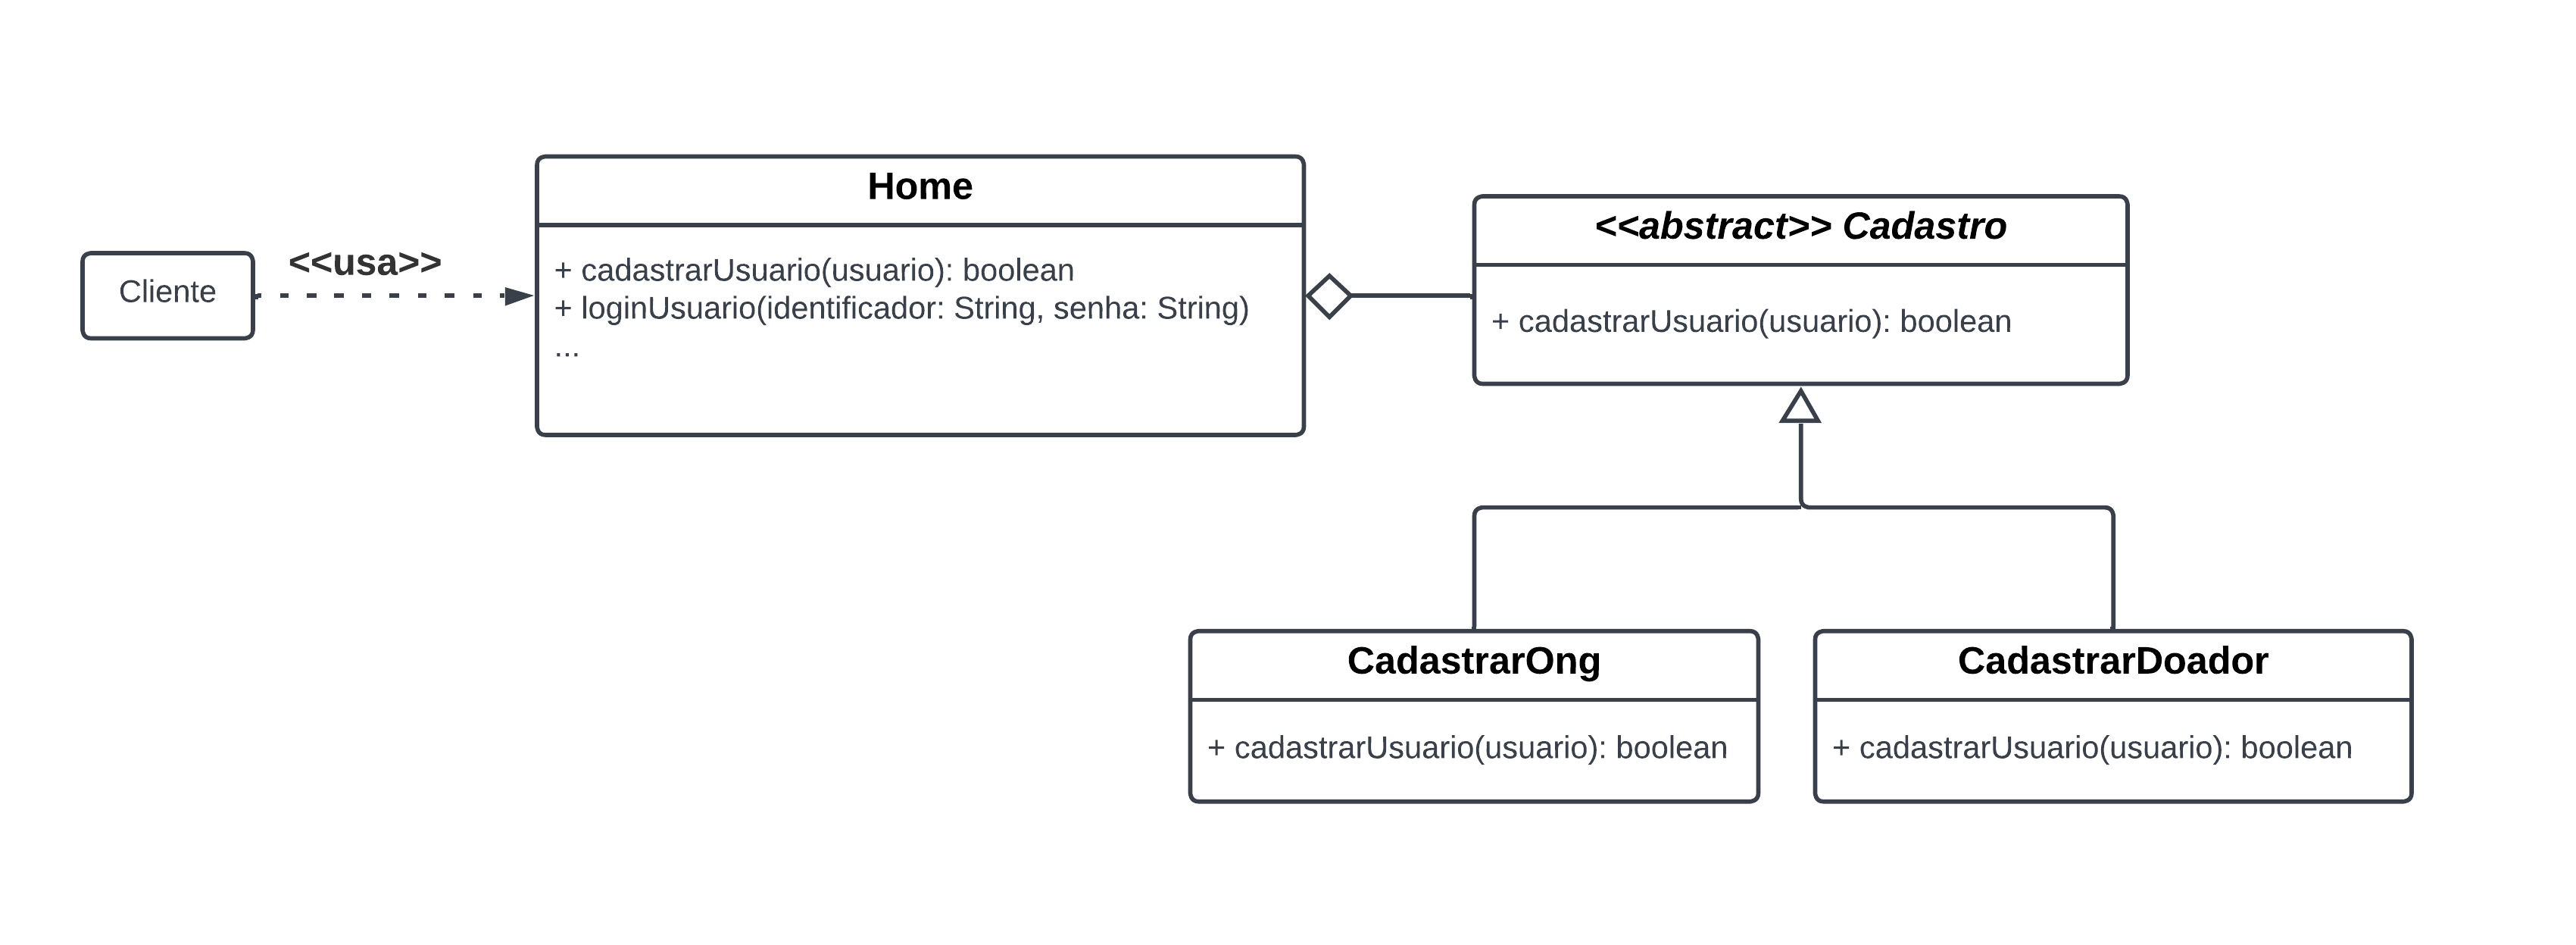 Cliente
<<usa>>
Home
+ cadastrarUsuario(usuario): boolean
+ loginUsuario(identificador: String, senha: String)
...
<<abstract>> Cadastro
+ cadastrarUsuario(usuario): boolean
CadastrarOng
+ cadastrarUsuario(usuario): boolean
CadastrarDoador
+ cadastrarUsuario(usuario): boolean